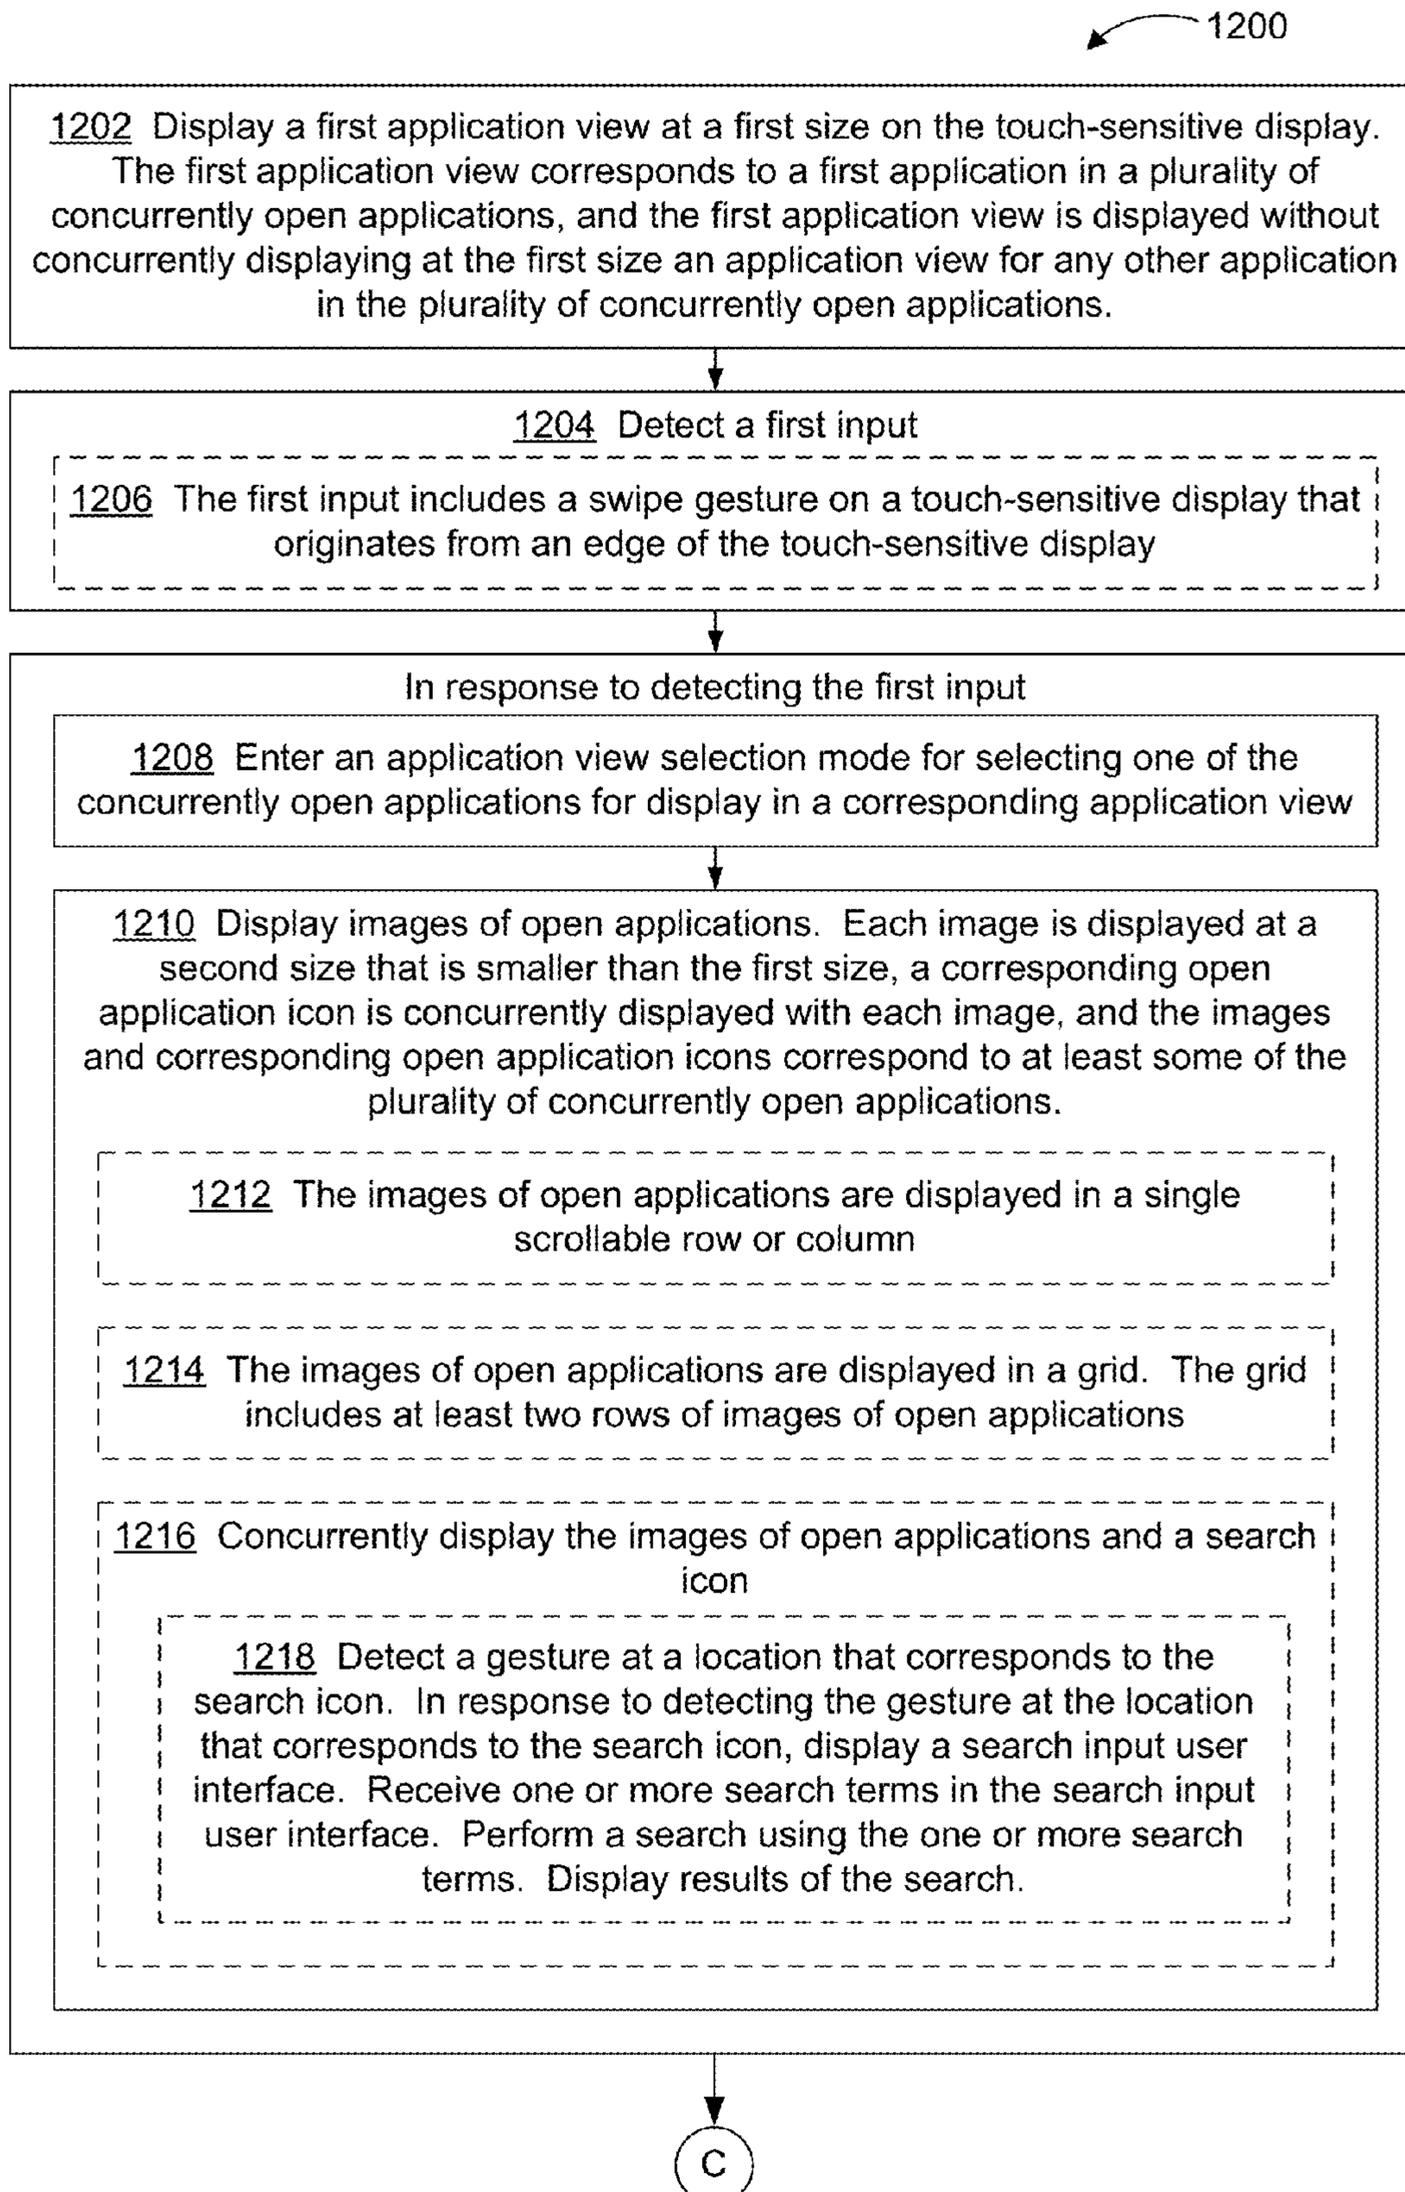 1200
1202 Display a first application view at a first size on the touch-sensitive display.
The first application view corresponds to a first application in a plurality of
concurrently open applications, and the first application view is displayed without
concurrently displaying at the first size an application view for any other application
in the plurality of concurrently open applications.
1204 Detect a first input
1206 The first input includes a swipe gesture on a touch-sensitive display that
originates from an edge of the touch-sensitive display
In response to detecting the first input
1208 Enter an application view selection mode for selecting one of the
concurrently open applications for display in a corresponding application view
1210 Display images of open applications. Each image is displayed at a
second size that is smaller than the first size, a corresponding open
application icon is concurrently displayed with each image, and the images
and corresponding open application icons correspond to at least some of the
plurality of concurrently open applications.
1212 The images of open applications are displayed in a single
scrollable row or column
1214 The images of open applications are displayed in a grid. The grid
includes at least two rows of images of open applications
1216 Concurrently display the images of open applications and a search
icon
1218 Detect a gesture at a location that corresponds to the
search icon. In response to detecting the gesture at the location
that corresponds to the search icon, display a search input user
interface. Receive one or more search terms in the search input
user interface. Perform a search using the one or more search
terms. Display results of the search.
C